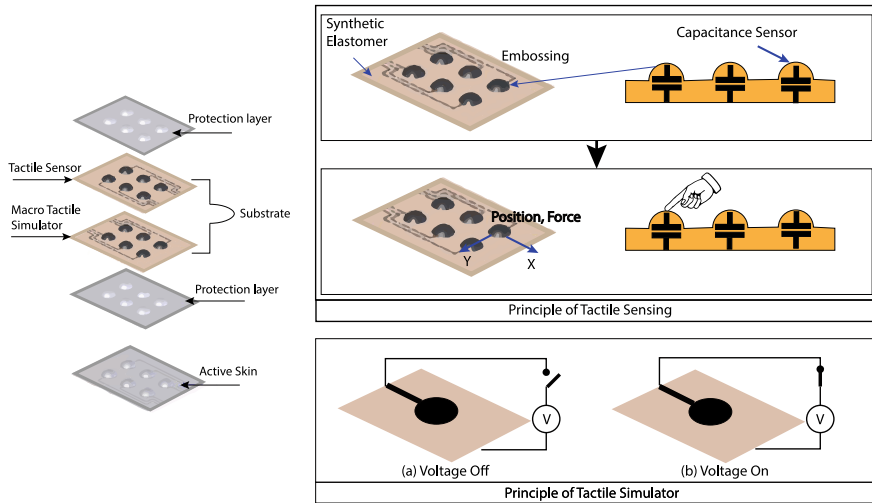 Protection layer
Tactile Sensor
Macro Tactile
Simulator
Substrate
Protection layer
Active Skin
Synthetic
Elastomer
Embossing
Capacitance Sensor
Position, Force
Y
X
Principle of Tactile Sensing
V
(a) Voltage Off
V
(b) Voltage On
Principle of Tactile Simulator